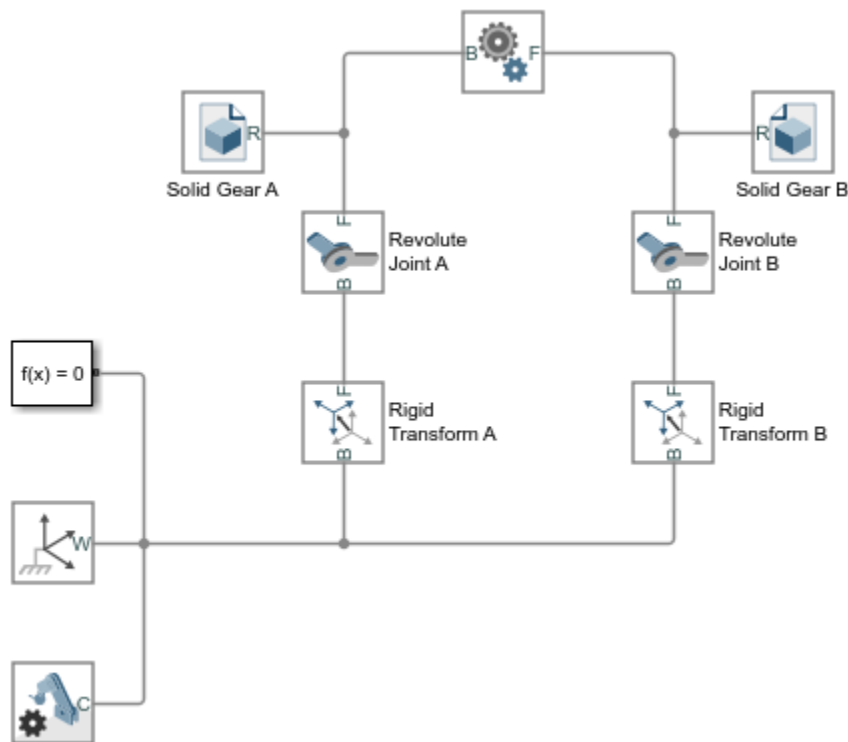 B F
R
Solid Gear A
R
Solid Gear B
F
Revolute
Joint A
B
F
Revolute
Joint B
B
f(x) = 0
F
Rigid
Transform A
B
F
Rigid
Transform B
B
W
C